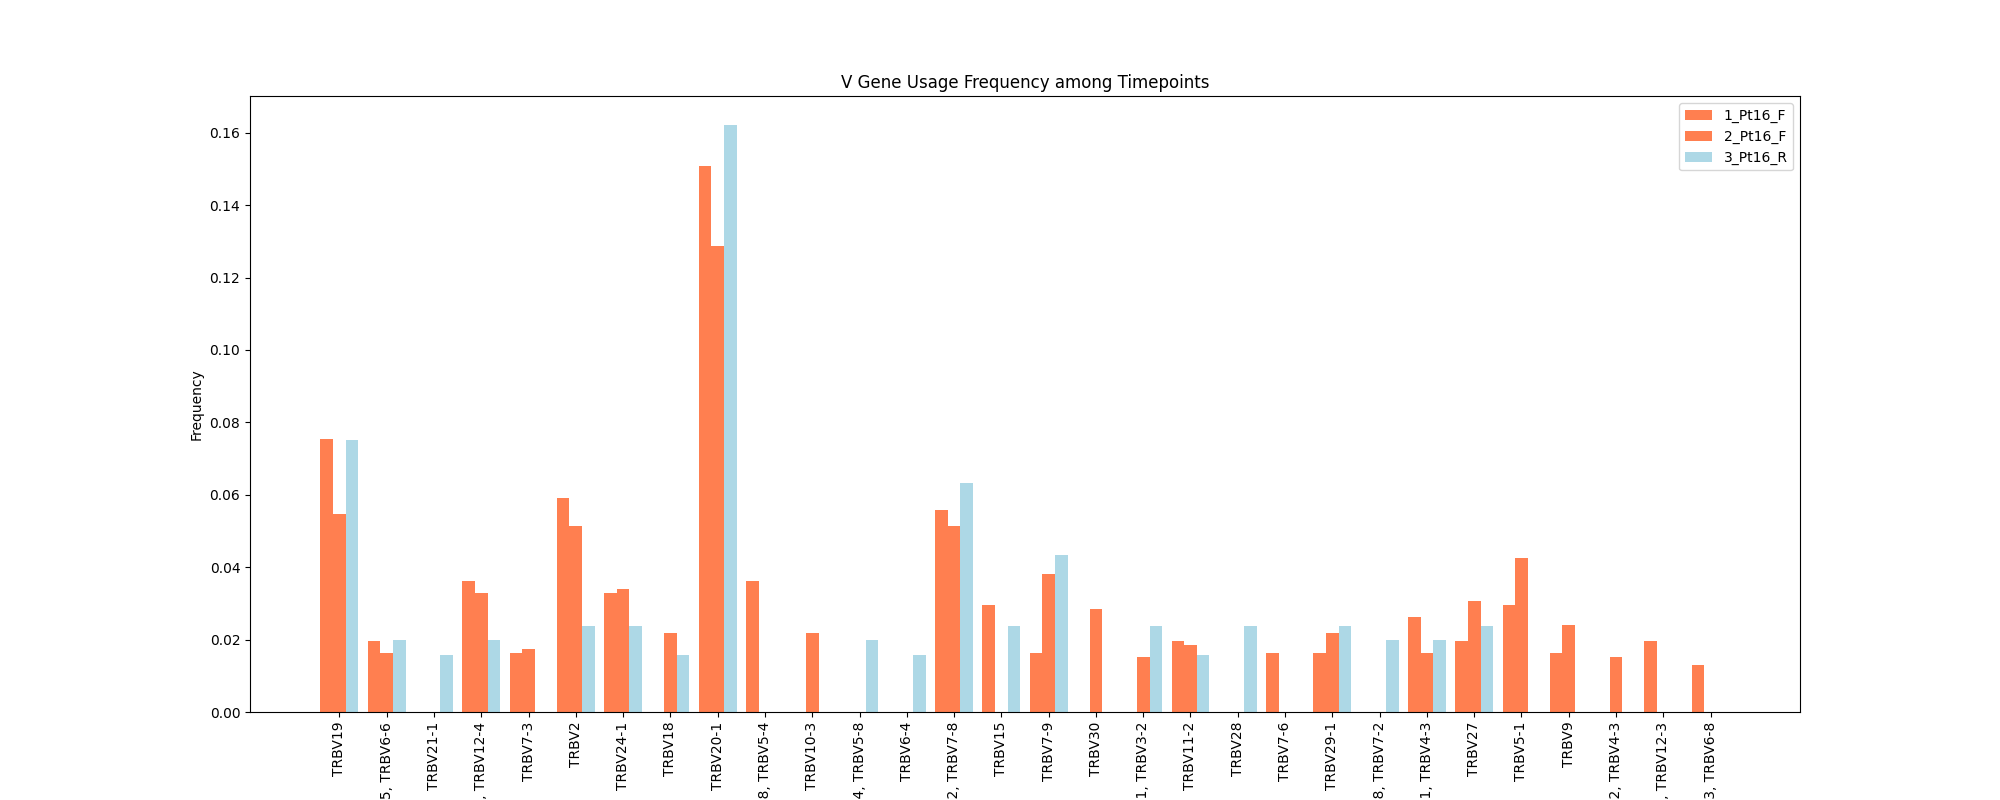 V Gene Usage Frequency among Timepoints
1_Pt16_F
2_Pt16_F
3_Pt16_R
Frequency
0.16
0.14
0.12
0.10
0.08
0.06
0.04
0.02
0.00
TRBV19
5, TRBV6-6
TRBV21-1
, TRBV12-4
TRBV7-3
TRBV2
TRBV24-1
TRBV18
TRBV20-1
8, TRBV5-4
TRBV10-3
4, TRBV5-8
TRBV6-4
2, TRBV7-8
TRBV15
TRBV7-9
TRBV30
1, TRBV3-2
TRBV11-2
TRBV28
TRBV7-6
TRBV29-1
8, TRBV7-2
1, TRBV4-3
TRBV27
TRBV5-1
TRBV9
2, TRBV4-3
, TRBV12-3
3, TRBV6-8